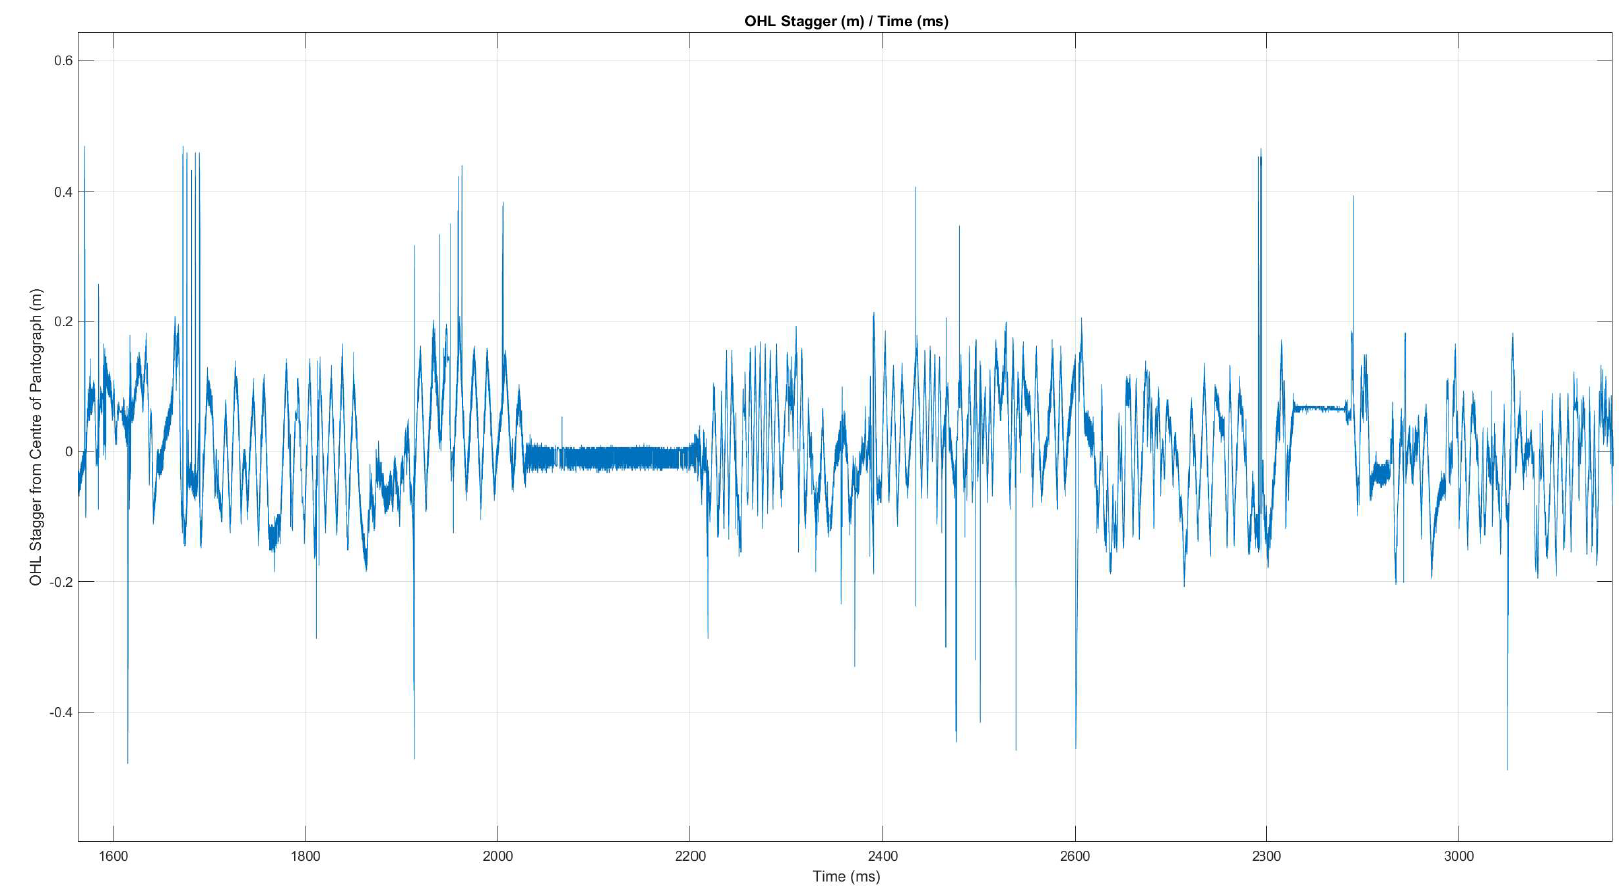 OHL Stagger (m) / Time (ms)
0.6
0.4
0.2
0
-0.2
-0.4
OHL Stagger from Centre of Pantograph (m)
1600 1800 2000 2200 2400 2600 2300 3000
Time (ms)